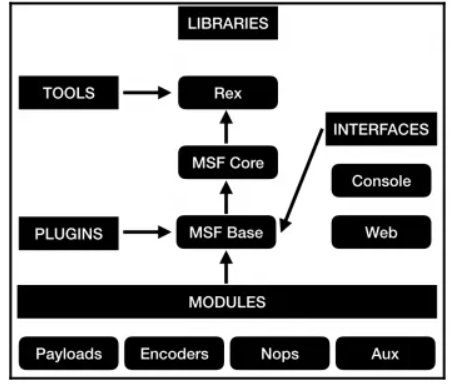 LIBRARIES
TOOLS
Rex
INTERFACES
MSF Core
Console
PLUGINS
MSF Base
Web
MODULES
Payloads
Encoders
Nops
Aux